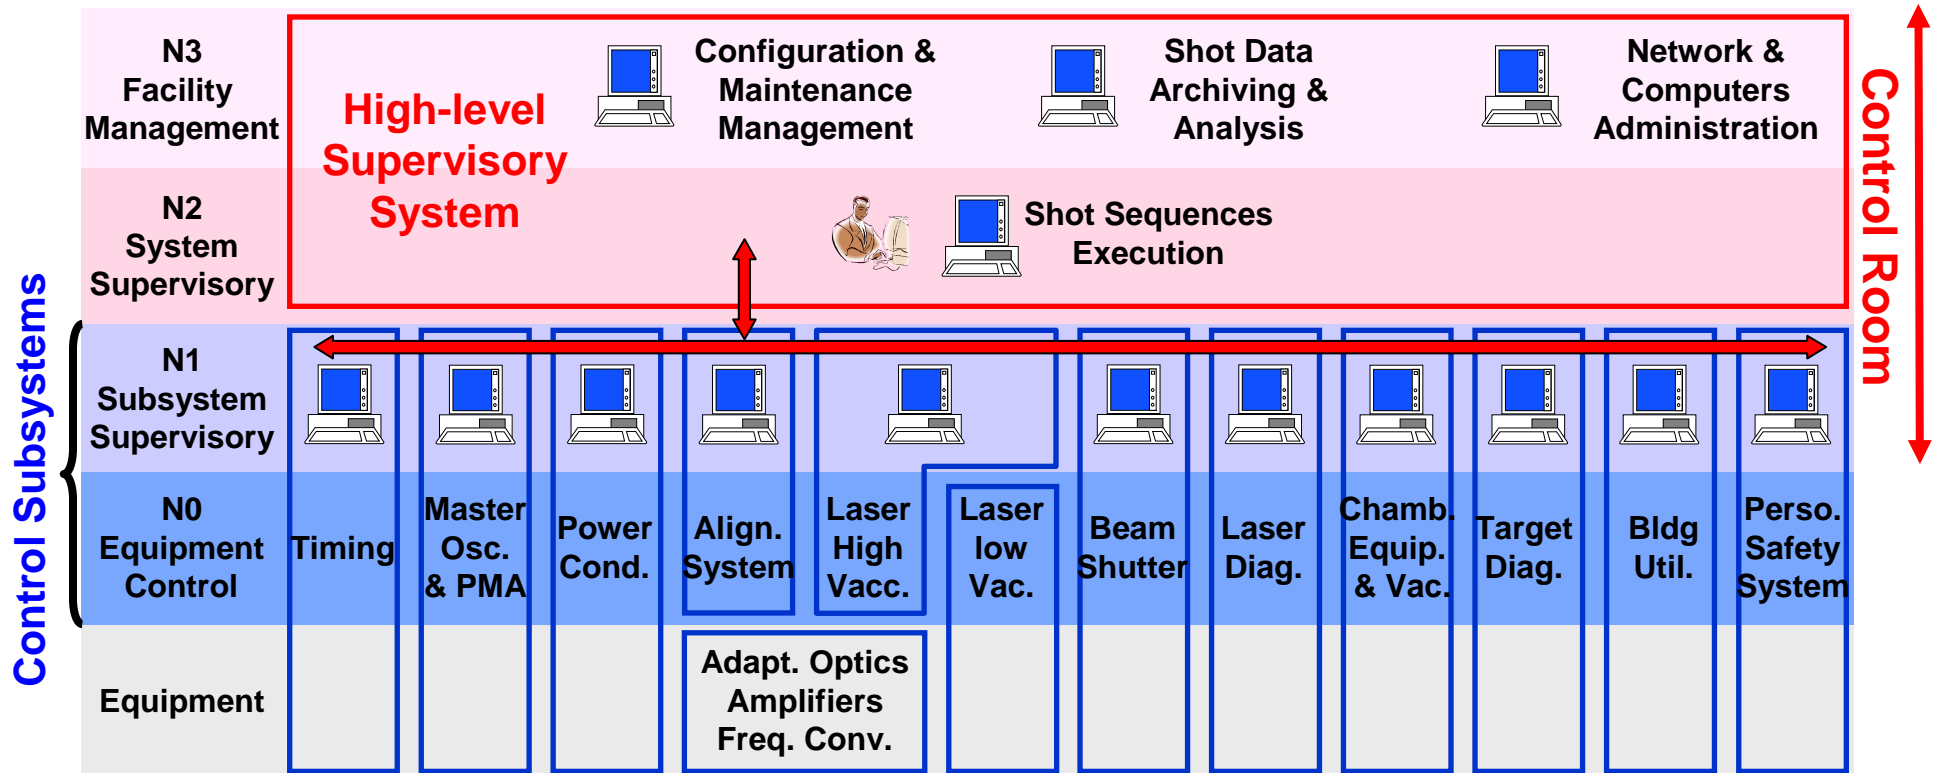 N3
Facility
Management
High-level
Supervisory
System
Configuration &
Maintenance
Management
Shot Data
Archiving &
Analysis
Network &
Computers
Administration
Control Room
N2
System
Supervisory
Shot Sequences
Execution
Control Subsystems
N1
Subsystem
Supervisory
N0
Equipment
Control
Timing
Master
Osc.
& PMA
Power
Cond.
Align.
System
Laser
High
Vacc.
Laser
low
Vac.
Beam
Shutter
Laser
Diag.
Chamb.
Equip.
& Vac.
Target
Diag.
Bldg
Util.
Perso.
Safety
System
Equipment
Adapt. Optics
Amplifiers
Freq. Conv.